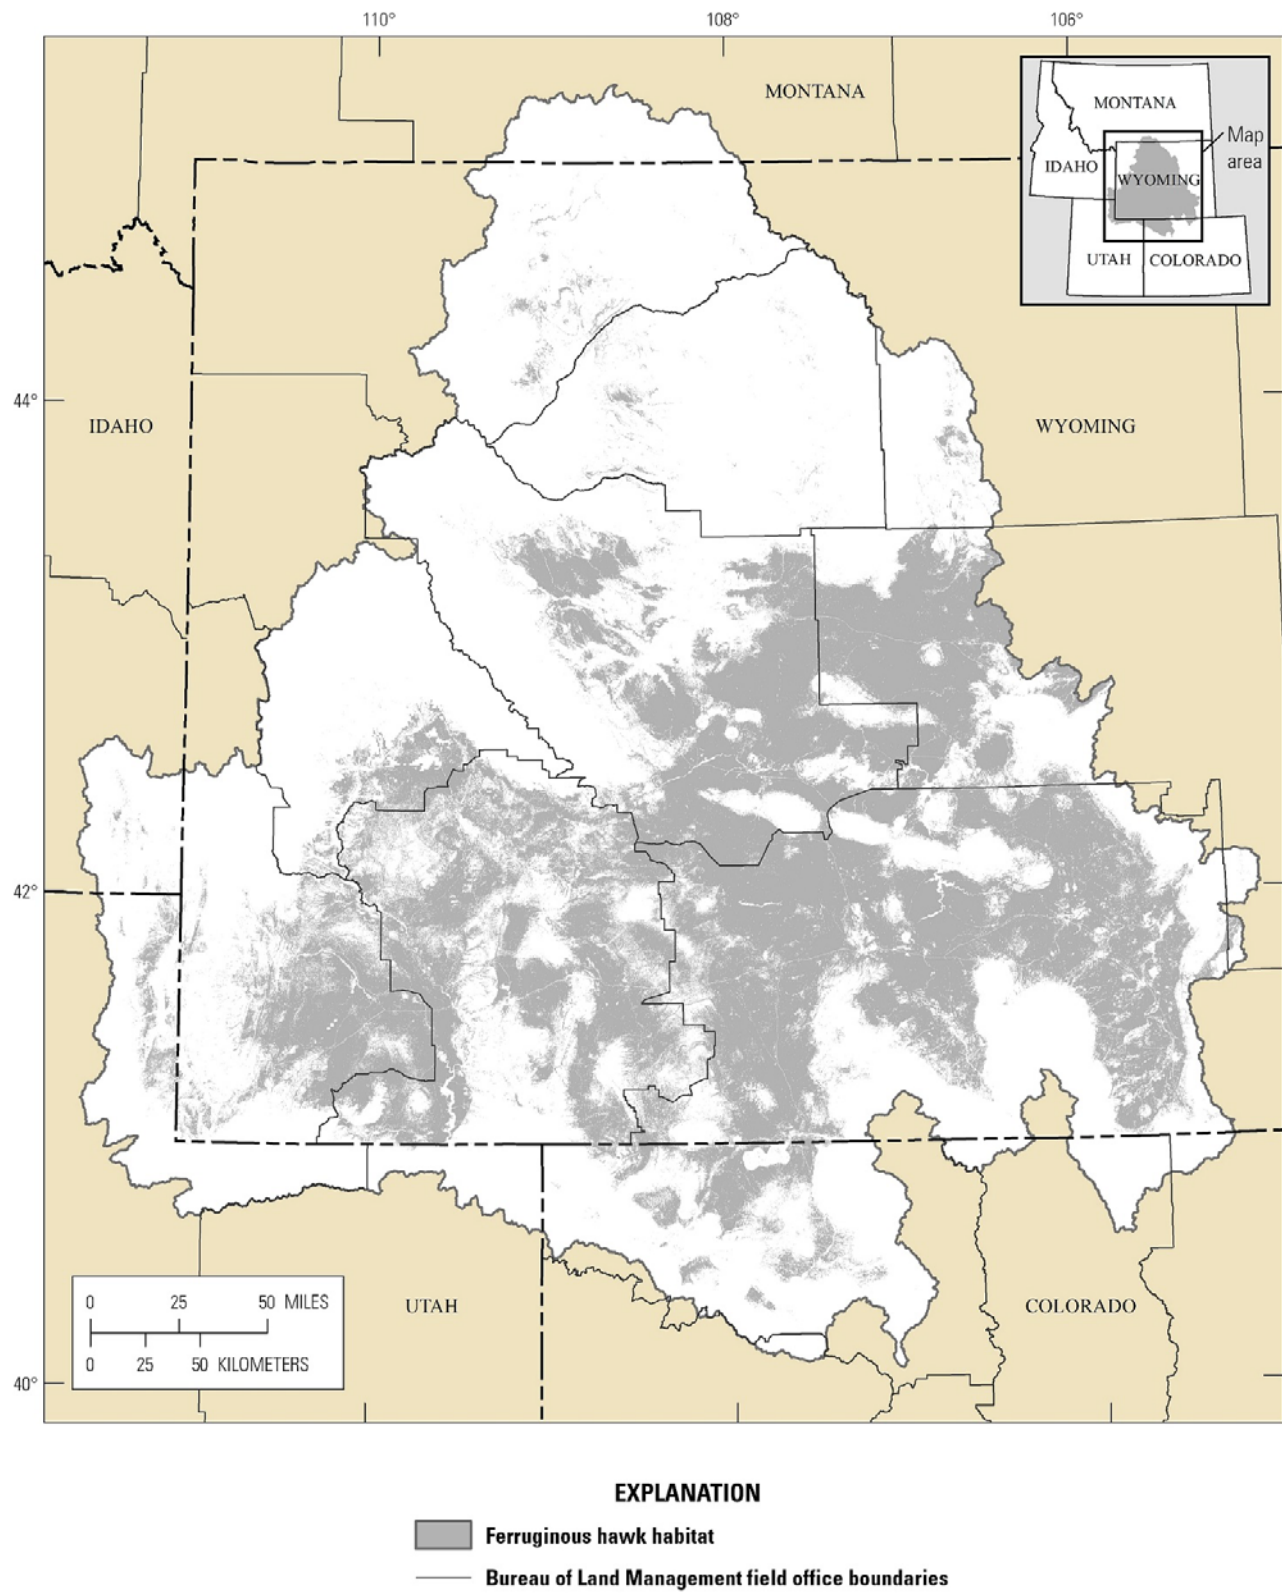 110°
108°
106°
MONTANA
MONTANA
Map
area
IDAHO
WYOMING
UTAH
COLORADO
44°
IDAHO
WYOMING
42°
0 25 50 MILES
0 25 50 KILOMETERS
UTAH
COLORADO
40°
EXPLANATION
Ferruginous hawk habitat
Bureau of Land Management field office boundaries